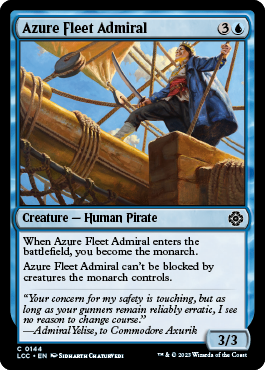 Azure Fleet Admiral 3
Creature — Human Pirate
When Azure Fleet Admiral enters the
battlefield, you become the monarch.
Azure Fleet Admiral can't be blocked by
creatures the monarch controls.
"Your concern for my safety is touching, but as
long as your gunners remain reliably erratic, I see
no reason to change course."
—Admiral Yelise, to Commodore Axurik
3/3
C 0144
LCC • EN Sidharth Chaturvedi
™ & © 2023 Wizards of the Coast